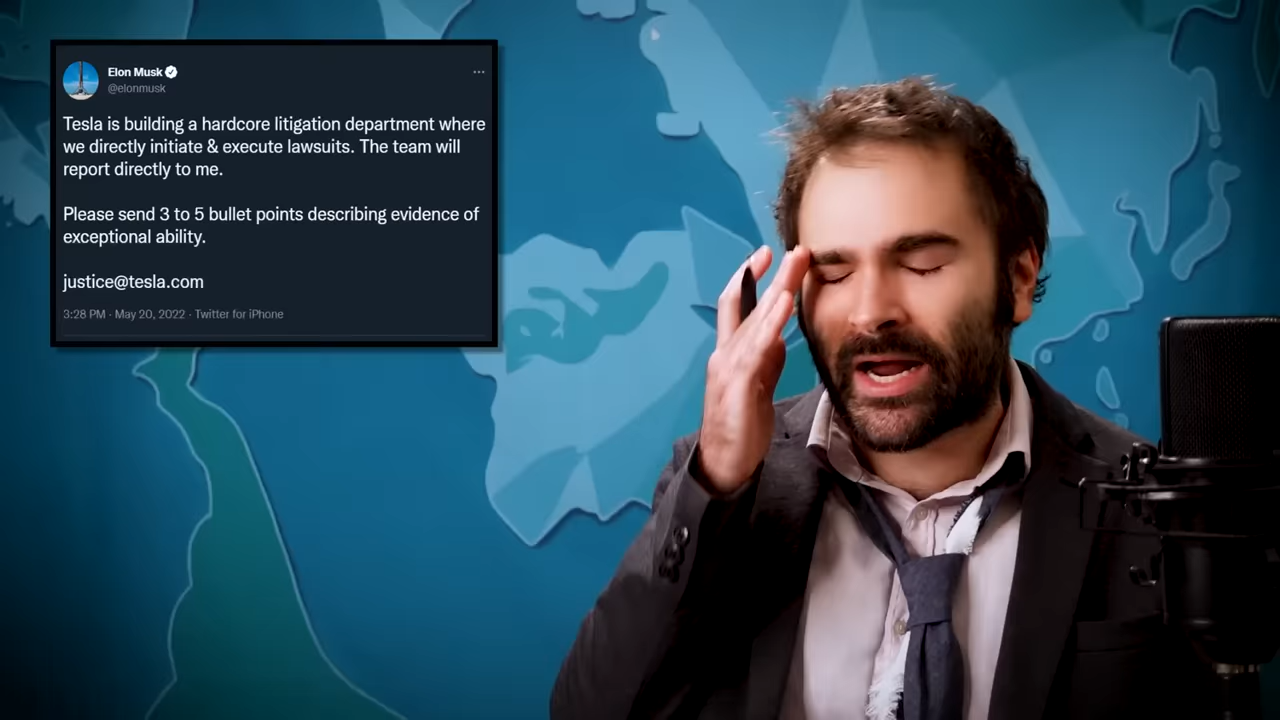 Elon Musk
@elonmusk
Tesla is building a hardcore litigation department where
we directly initiate & execute lawsuits. The team will
report directly to me.
Please send 3 to 5 bullet points describing evidence of
exceptional ability.
justice@tesla.com
3:28 PM · May 20, 2022 · Twitter for iPhone